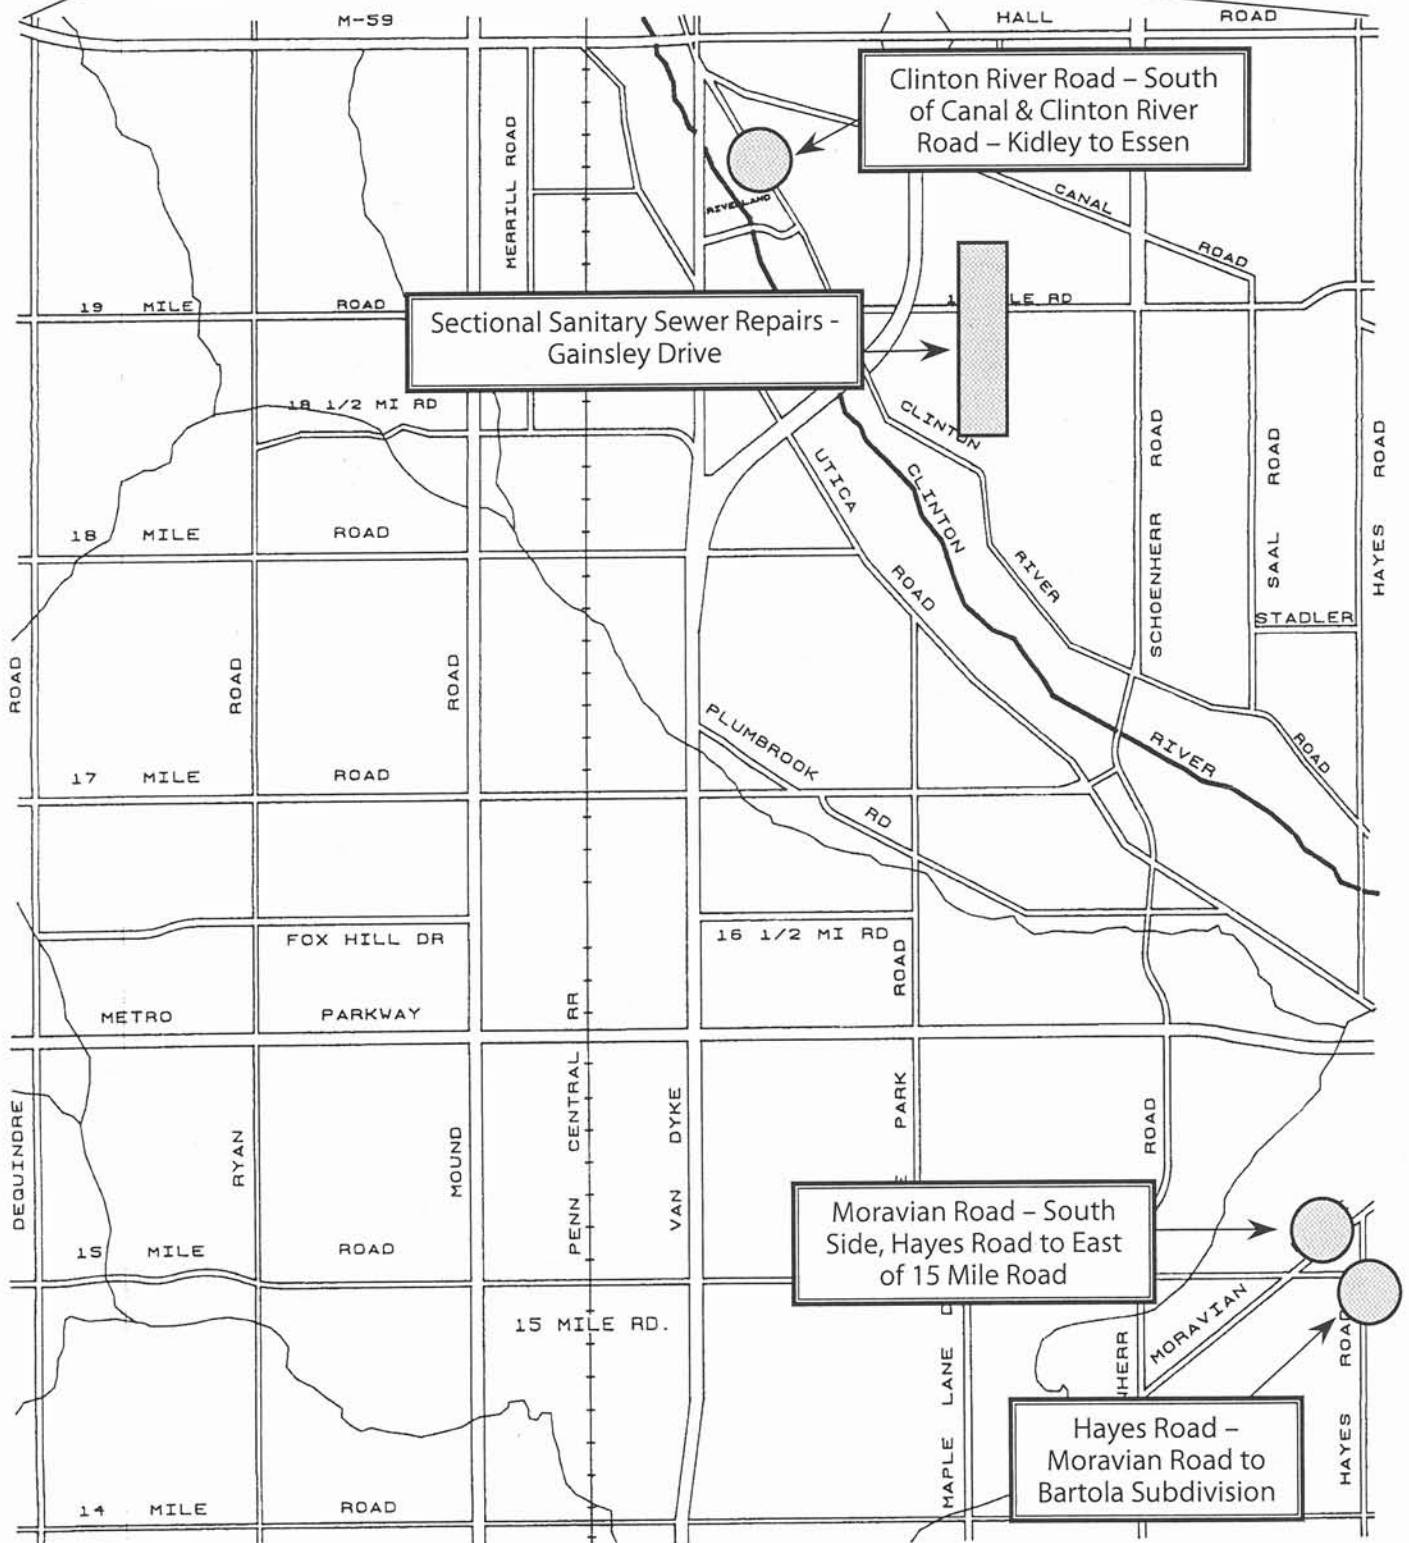 M-59
HALL ROAD
Clinton River Road – South
of Canal & Clinton River
Road – Kidley to Essen
MERRILL ROAD
RIVERLAND
CANAL
ROAD
19 MILE ROAD
LE RD
Sectional Sanitary Sewer Repairs -
Gainsley Drive
18 1/2 MI RD
CLINTON
RIVER
ROAD
CLINTON
RIVER
UTICA
ROAD
SCHOENHERR ROAD
SAAL ROAD
HAYES ROAD
18 MILE ROAD
STADLER
ROAD
ROAD
ROAD
PLUMBROOK
RD
17 MILE ROAD
FOX HILL DR
16 1/2 MI RD
METRO PARKWAY
DEQUINDRE
RYAN
MOUND
PENN CENTRAL RR
VAN DYKE
PARK ROAD
ROAD
Moravian Road – South
Side, Hayes Road to East
of 15 Mile Road
15 MILE ROAD
15 MILE RD.
MORAVIAN
MAPLE LANE
HERR
HAYES ROAD
Hayes Road –
Moravian Road to
Bartola Subdivision
14 MILE ROAD